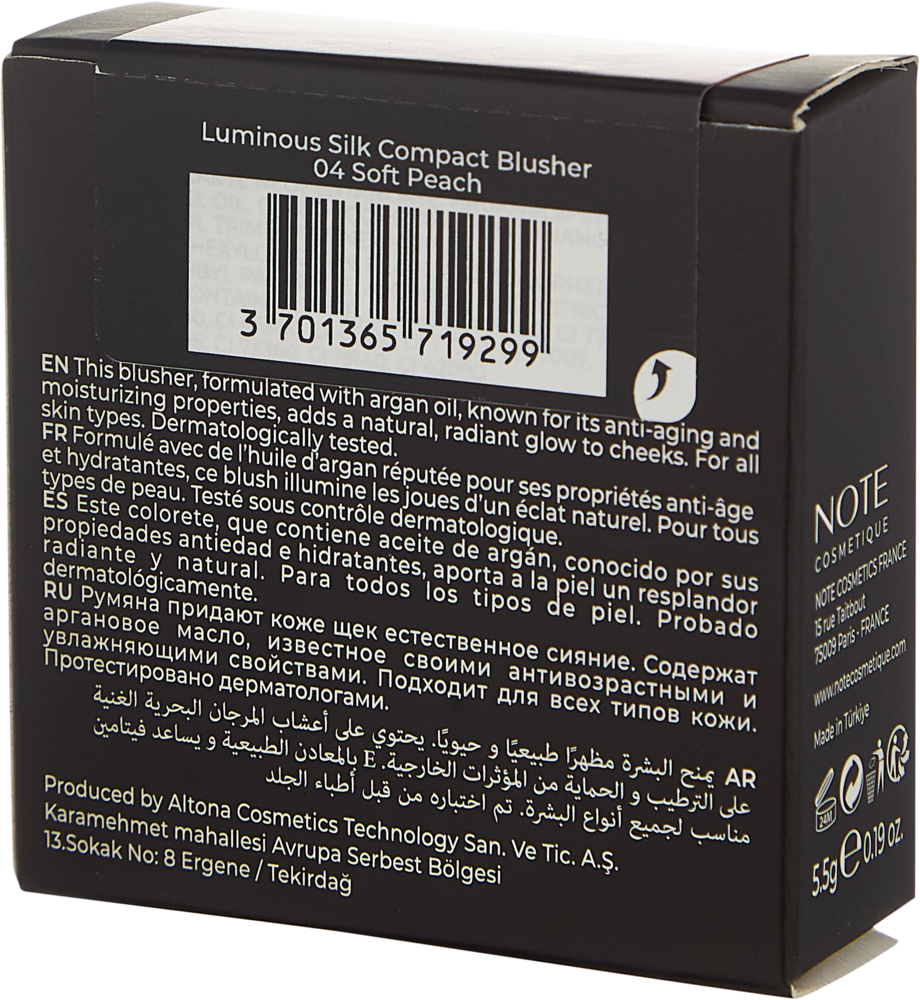 Luminous Silk Compact Blusher
04 Soft Peach
3 701365 719299
EN This blusher, formulated with argan oil, known for its anti-aging and
moisturizing properties, adds a natural, radiant glow to cheeks. For all
skin types. Dermatologically tested.
FR Formulé avec de l'huile d'argan réputée pour ses propriétés anti-âge
et hydratantes, ce blush illumine les joues d'un éclat naturel. Pour tous
types de peau. Testé sous contrôle dermatologique.
ES Este colorete, que contiene aceite de argán, conocido por sus
propiedades antiedad e hidratantes, aporta a la piel un resplandor
radiante y natural. Para todos los tipos de piel. Probado
dermatológicamente.
RU Румяна придают коже щек естественное сияние. Содержат
аргановое масло, известное своими антивозрастными и
увлажняющими свойствами. Подходит для всех типов кожи.
Протестировано дерматологами.
AR يمنح البشرة مظهرًا طبيعيًا و حيويًا. يحتوي على أعشاب المرجان البحرية الغنية
بالمعادن الطبيعية و يساعد فيتامين E على الترطيب و الحماية من المؤثرات الخارجية.
مناسب لجميع أنواع البشرة. تم اختباره من قبل أطباء الجلد
Produced by Altona Cosmetics Technology San. Ve Tic. A.Ş.
Karamehmet mahallesi Avrupa Serbest Bölgesi
13.Sokak No: 8 Ergene / Tekirdağ
NOTE
COSMÉTIQUE
NOTE COSMETICS FRANCE
15 rue Taitbout
75009 Paris - FRANCE
www.notecosmetique.com
Made in Türkiye
24M
5.5g e 0.19 oz.